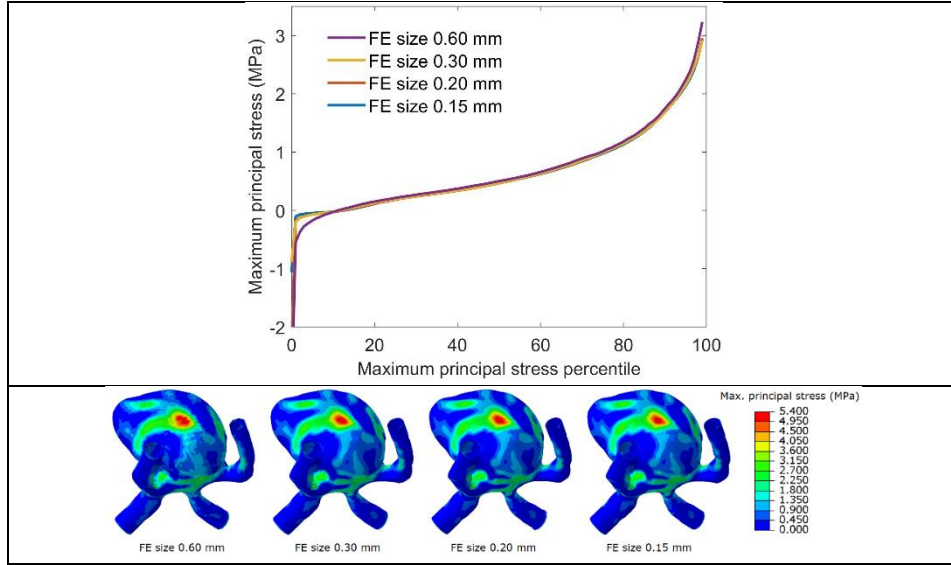 3
2
1
0
-1
-2
Maximum principal stress (MPa)
FE size 0.60 mm
FE size 0.30 mm
FE size 0.20 mm
FE size 0.15 mm
0 20 40 60 80 100
Maximum principal stress percentile
Max. principal stress (MPa)
5.400
4.950
4.500
4.050
3.600
3.150
2.700
2.250
1.800
1.350
0.900
0.450
0.000
FE size 0.60 mm FE size 0.30 mm FE size 0.20 mm FE size 0.15 mm